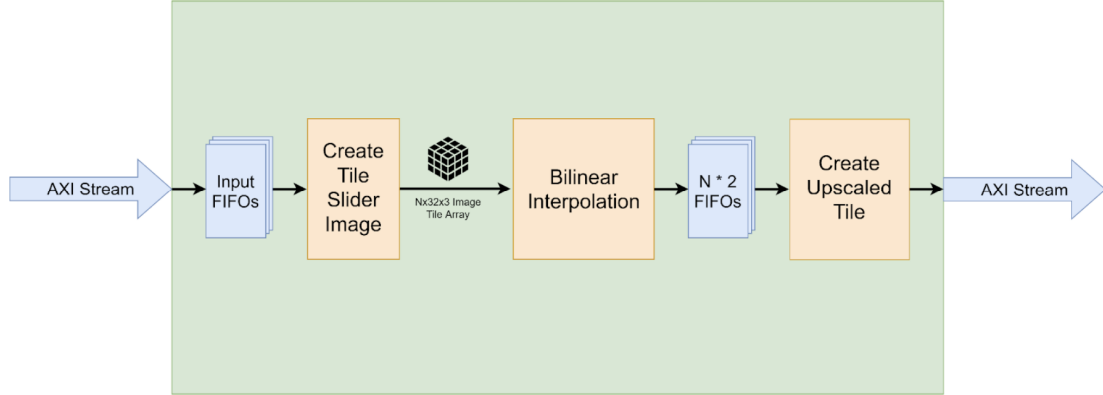 AXI Stream
Input
FIFOs
Create
Tile
Slider
Image
Nx32x3 Image
Tile Array
Bilinear
Interpolation
N * 2
FIFOs
Create
Upscaled
Tile
AXI Stream